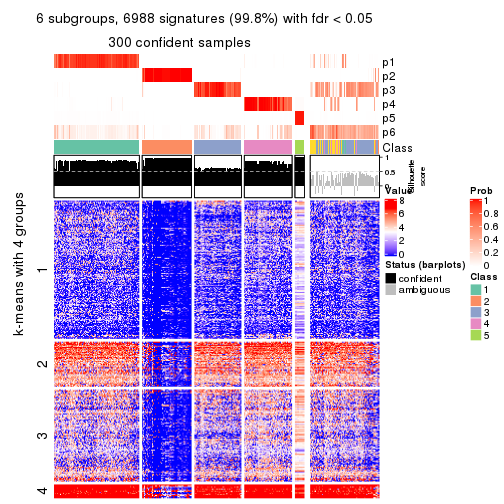 6 subgroups, 6988 signatures (99.8%) with fdr < 0.05
300 confident samples
p1
p2
p3
p4
p5
p6
Class
1
0.5
0
Silhouette
score
k-means with 4 groups
1
2
3
4
Value
8
6
4
2
0
Status (barplots)
confident
ambiguous
Prob
1
0.8
0.6
0.4
0.2
0
Class
1
2
3
4
5